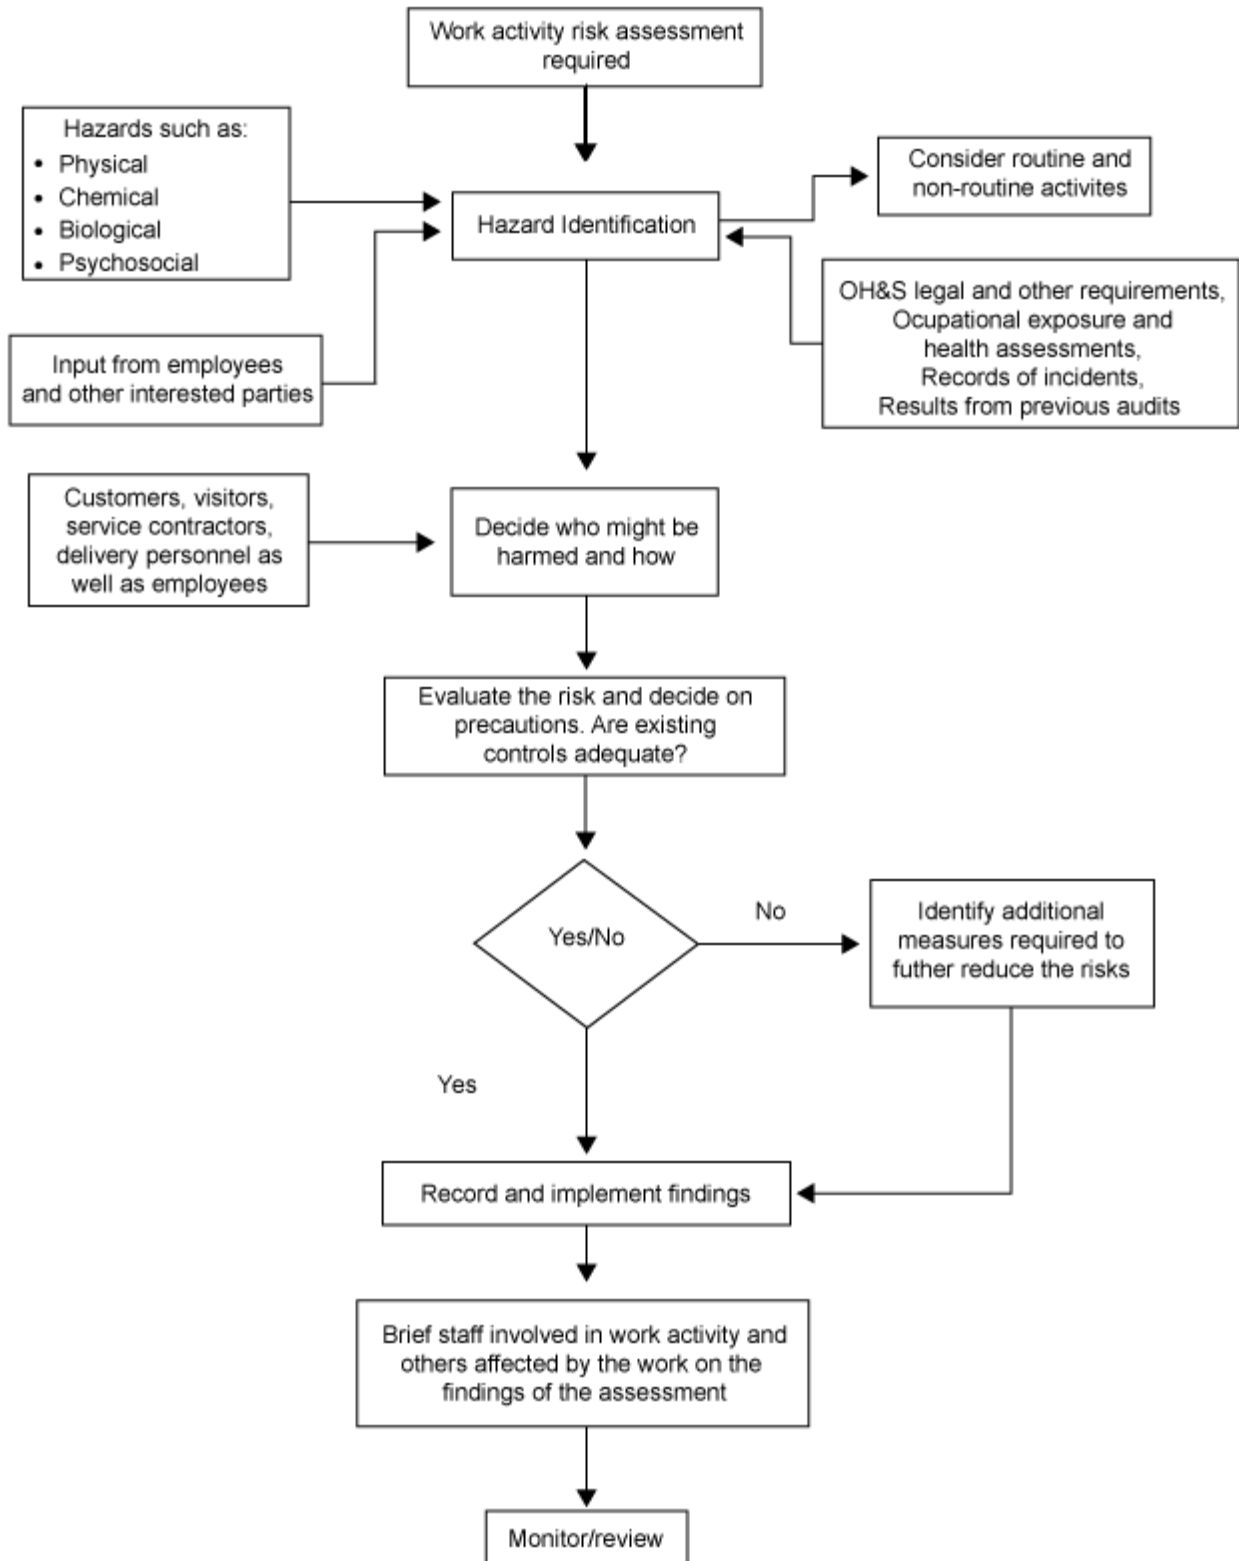 Work activity risk assessment
required
Hazards such as:
• Physical
• Chemical
• Biological
• Psychosocial
Consider routine and
non-routine activites
Hazard Identification
OH&S legal and other requirements,
Ocupational exposure and
health assessments,
Records of incidents,
Results from previous audits
Input from employees
and other interested parties
Customers, visitors,
service contractors,
delivery personnel as
well as employees
Decide who might be
harmed and how
Evaluate the risk and decide on
precautions. Are existing
controls adequate?
Yes/No
No
Identify additional
measures required to
futher reduce the risks
Yes
Record and implement findings
Brief staff involved in work activity and
others affected by the work on the
findings of the assessment
Monitor/review